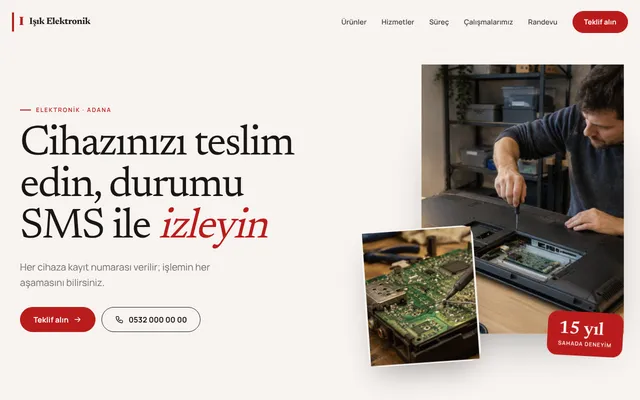 I Işık Elektronik
Ürünler Hizmetler Süreç Çalışmalarımız Randevu Teklif alın
ELEKTRONİK · ADANA
Cihazınızı teslim
edin, durumu
SMS ile izleyin
Her cihaza kayıt numarası verilir; işlemin her
aşamasını bilirsiniz.
Teklif alın → 0532 000 00 00
15 yıl
SAHADA DENEYİM